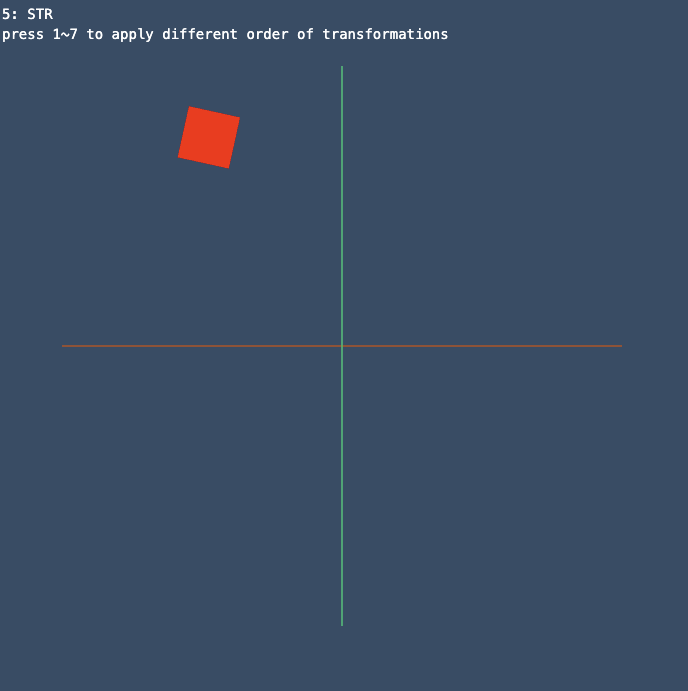 5: STR
press 1~7 to apply different order of transformations